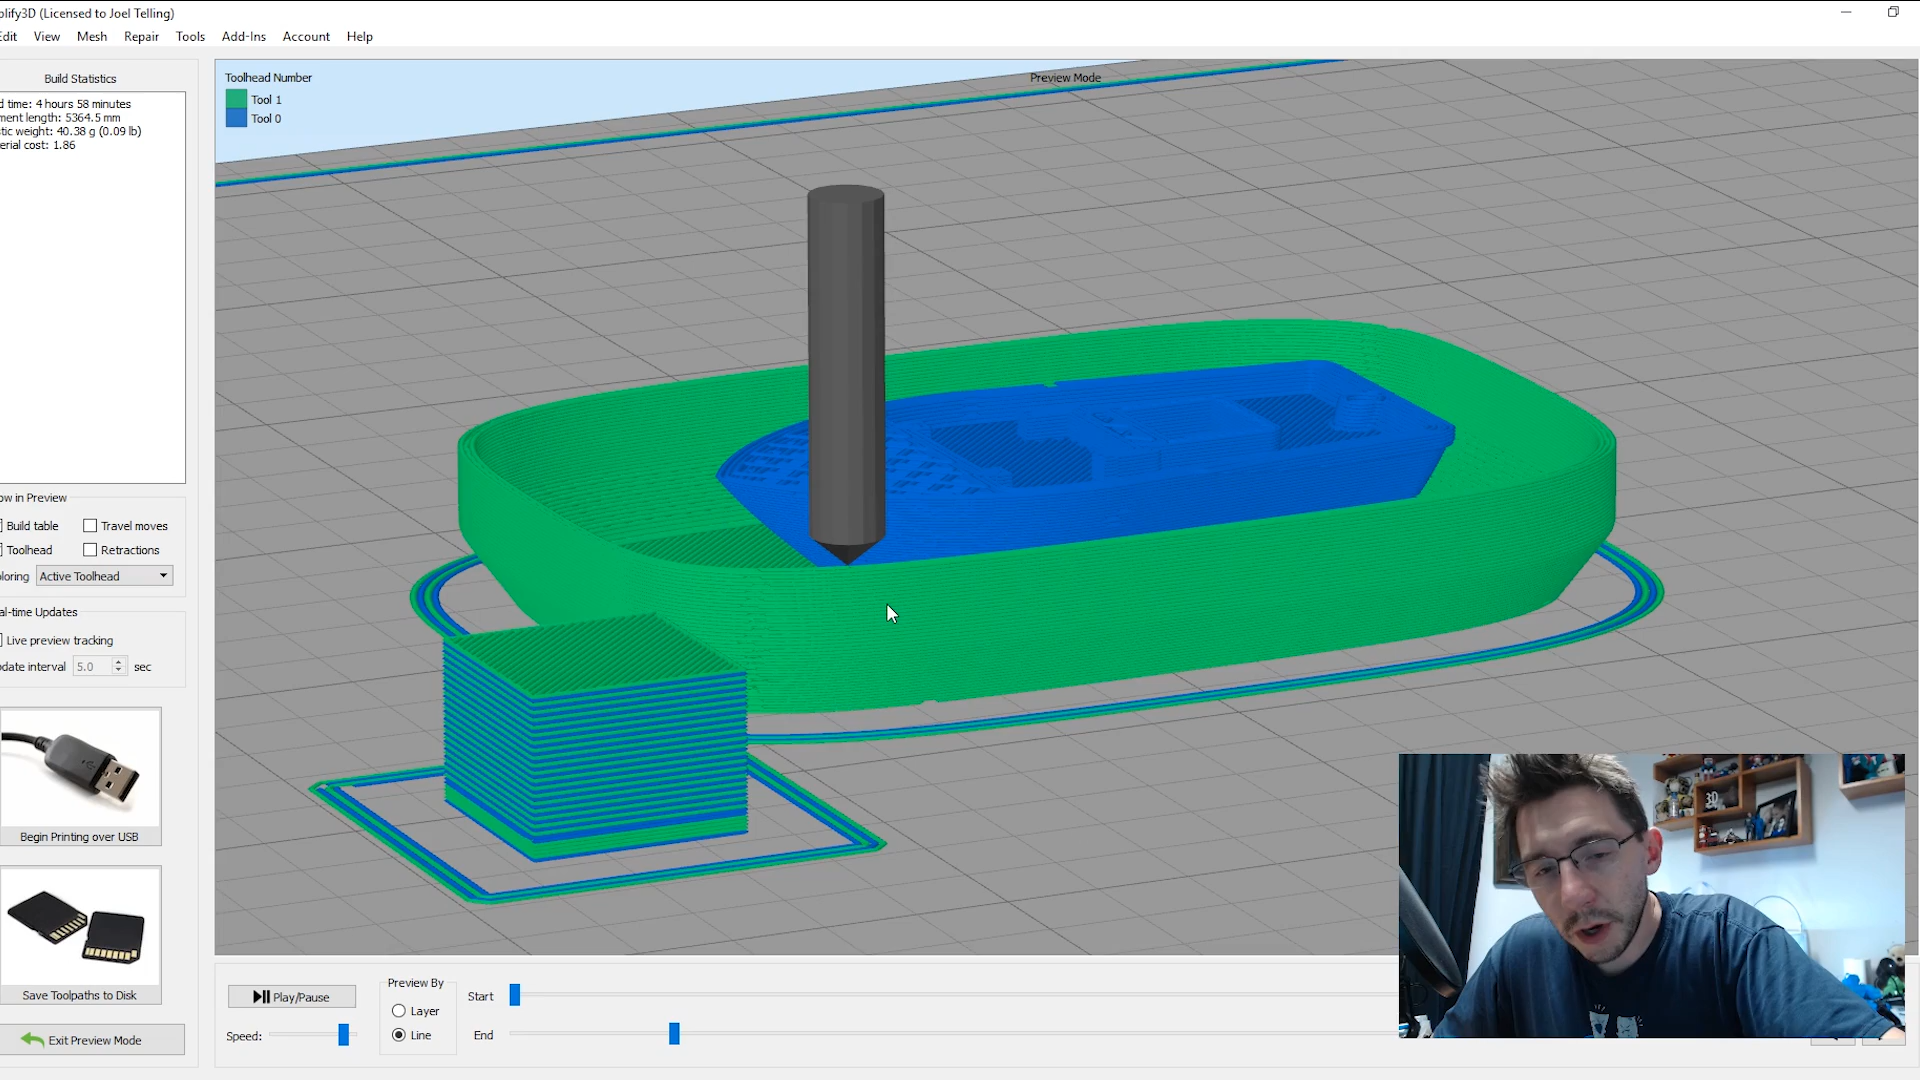 olify3D (Licensed to Joel Telling)
Edit View Mesh Repair Tools Add-Ins Account Help
Build Statistics
d time: 4 hours 58 minutes
ment length: 5364.5 mm
tic weight: 40.38 g (0.09 lb)
erial cost: 1.86
Toolhead Number
Tool 1
Tool 0
Preview Mode
ow in Preview
Build table Travel moves
Toolhead Retractions
loring Active Toolhead
al-time Updates
Live preview tracking
pdate interval 5.0 sec
Begin Printing over USB
Save Toolpaths to Disk
Exit Preview Mode
Play/Pause
Speed:
Preview By
Layer
Line
Start
End
3D